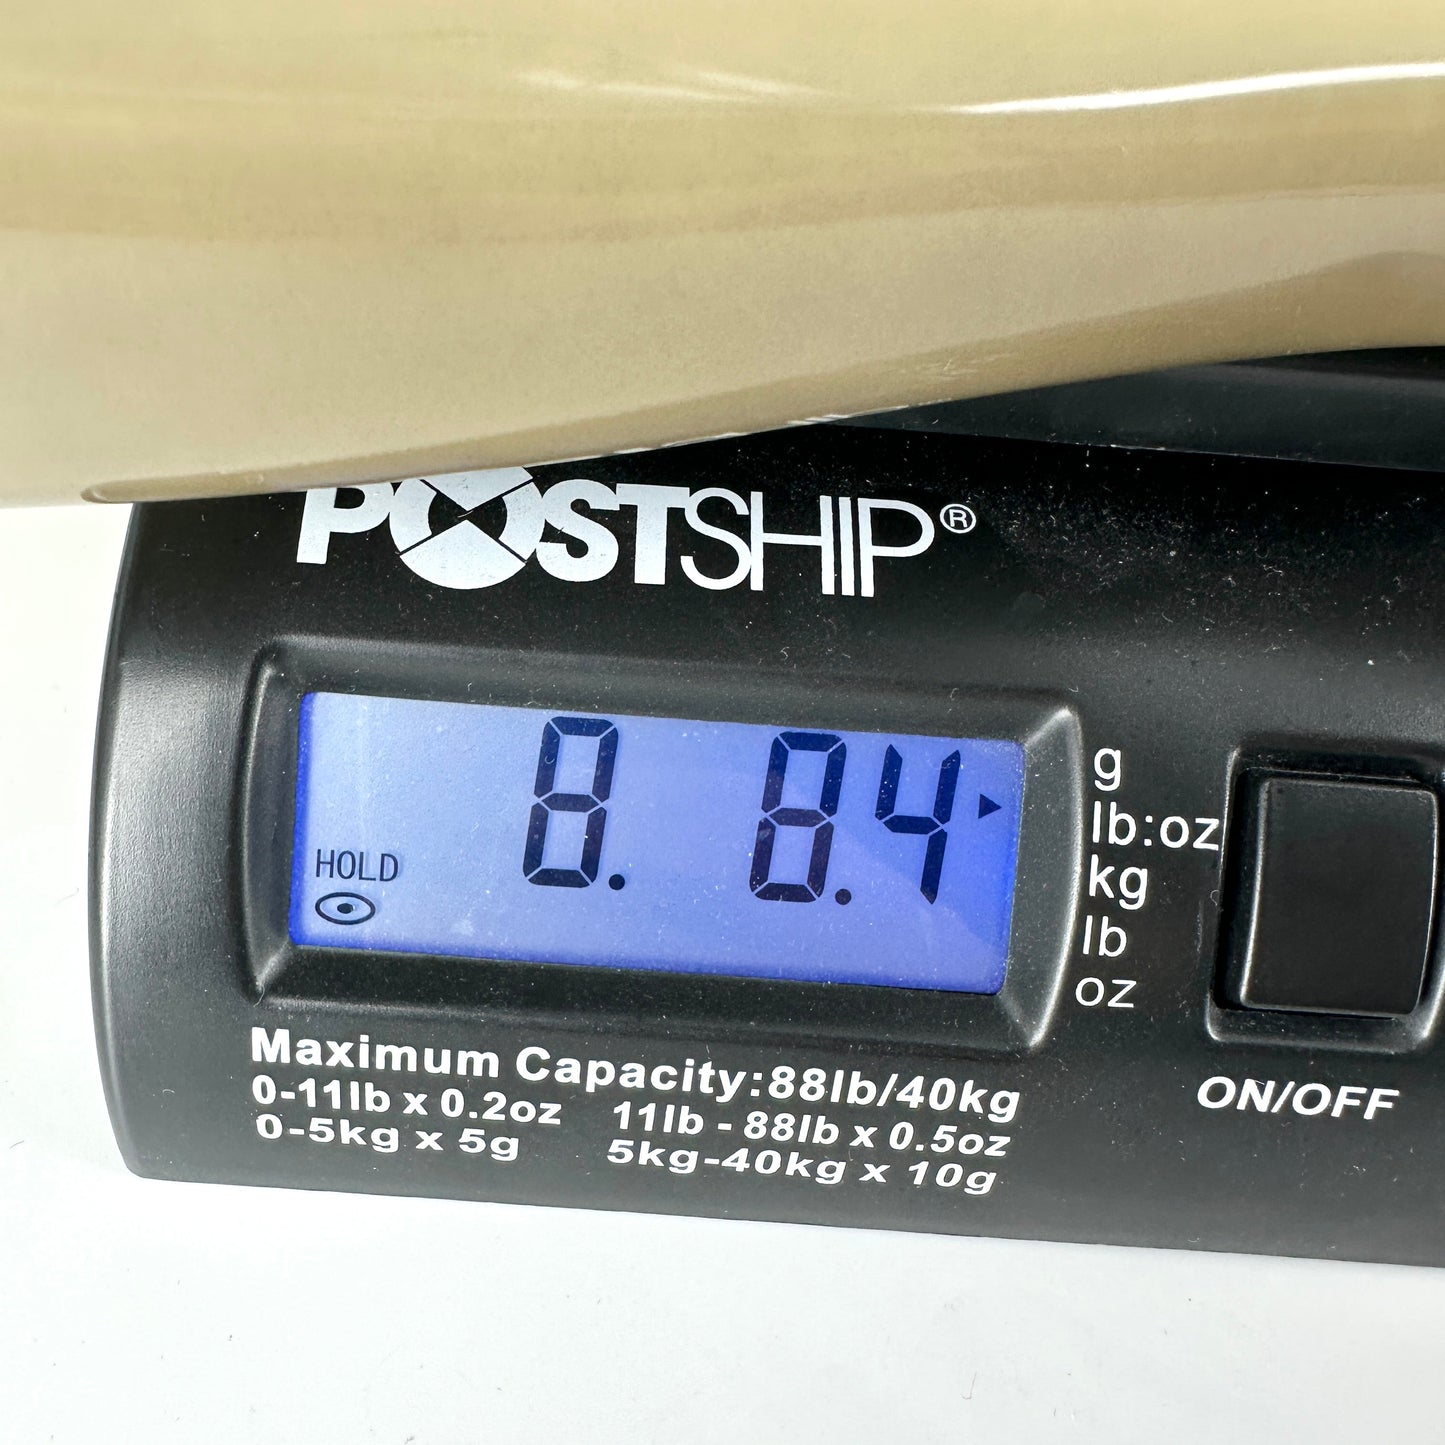 POSTSHIP®
8. 8.4
HOLD
g
lb:oz
kg
lb
oz
Maximum Capacity:88lb/40kg
0-11lb x 0.2oz 11lb - 88lb x 0.5oz
0-5kg x 5g 5kg-40kg x 10g
ON/OFF